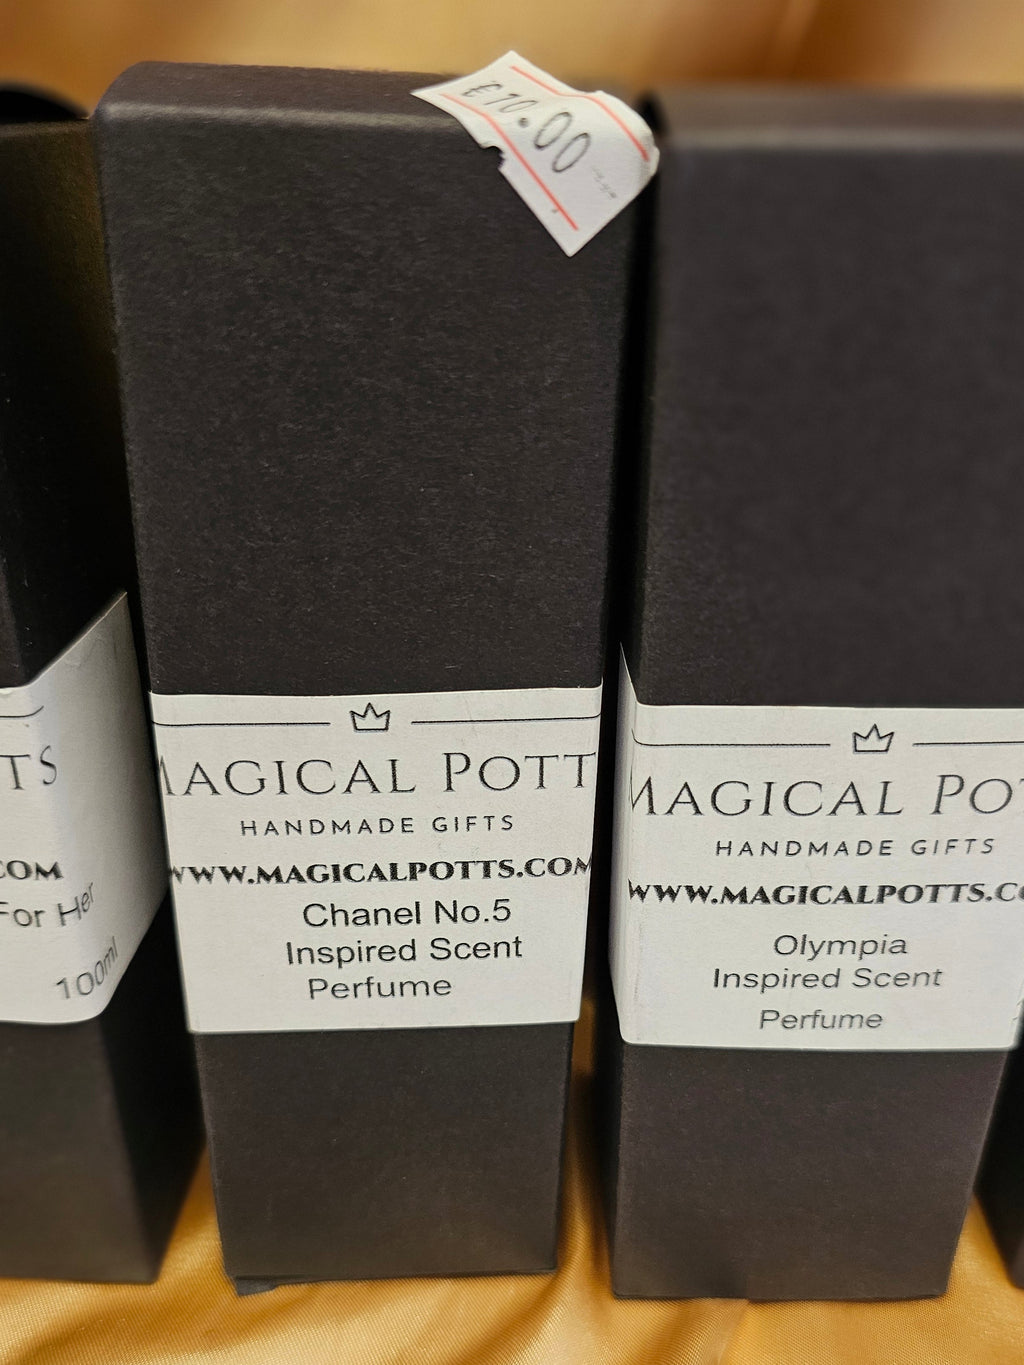 €10.00
TS
COM
For Her
100ml
MAGICAL POTT
HANDMADE GIFTS
WWW.MAGICALPOTTS.COM
Chanel No.5
Inspired Scent
Perfume
MAGICAL PO
HANDMADE GIFTS
WWW.MAGICALPOTTS.CO
Olympia
Inspired Scent
Perfume